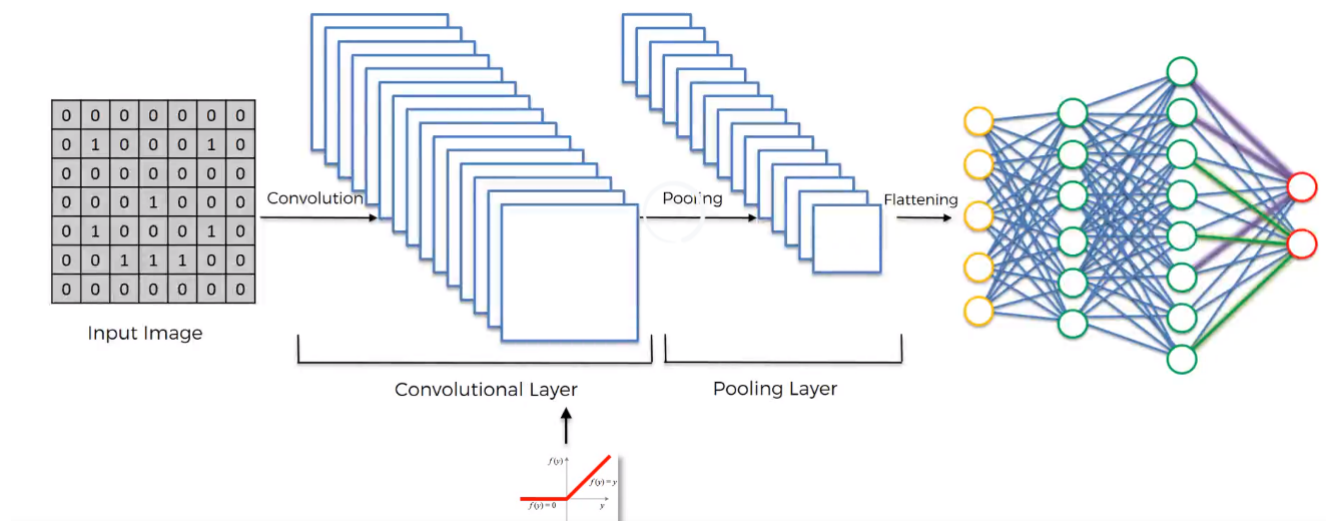 0 0 0 0 0 0 0
0 1 0 0 0 1 0
0 0 0 0 0 0 0
0 0 0 1 0 0 0
0 1 0 0 0 1 0
0 0 1 1 1 0 0
0 0 0 0 0 0 0
Input Image
Convolution
Pooling
Flattening
Convolutional Layer
Pooling Layer
f(y)
f(y)=y
f(y)=0
y